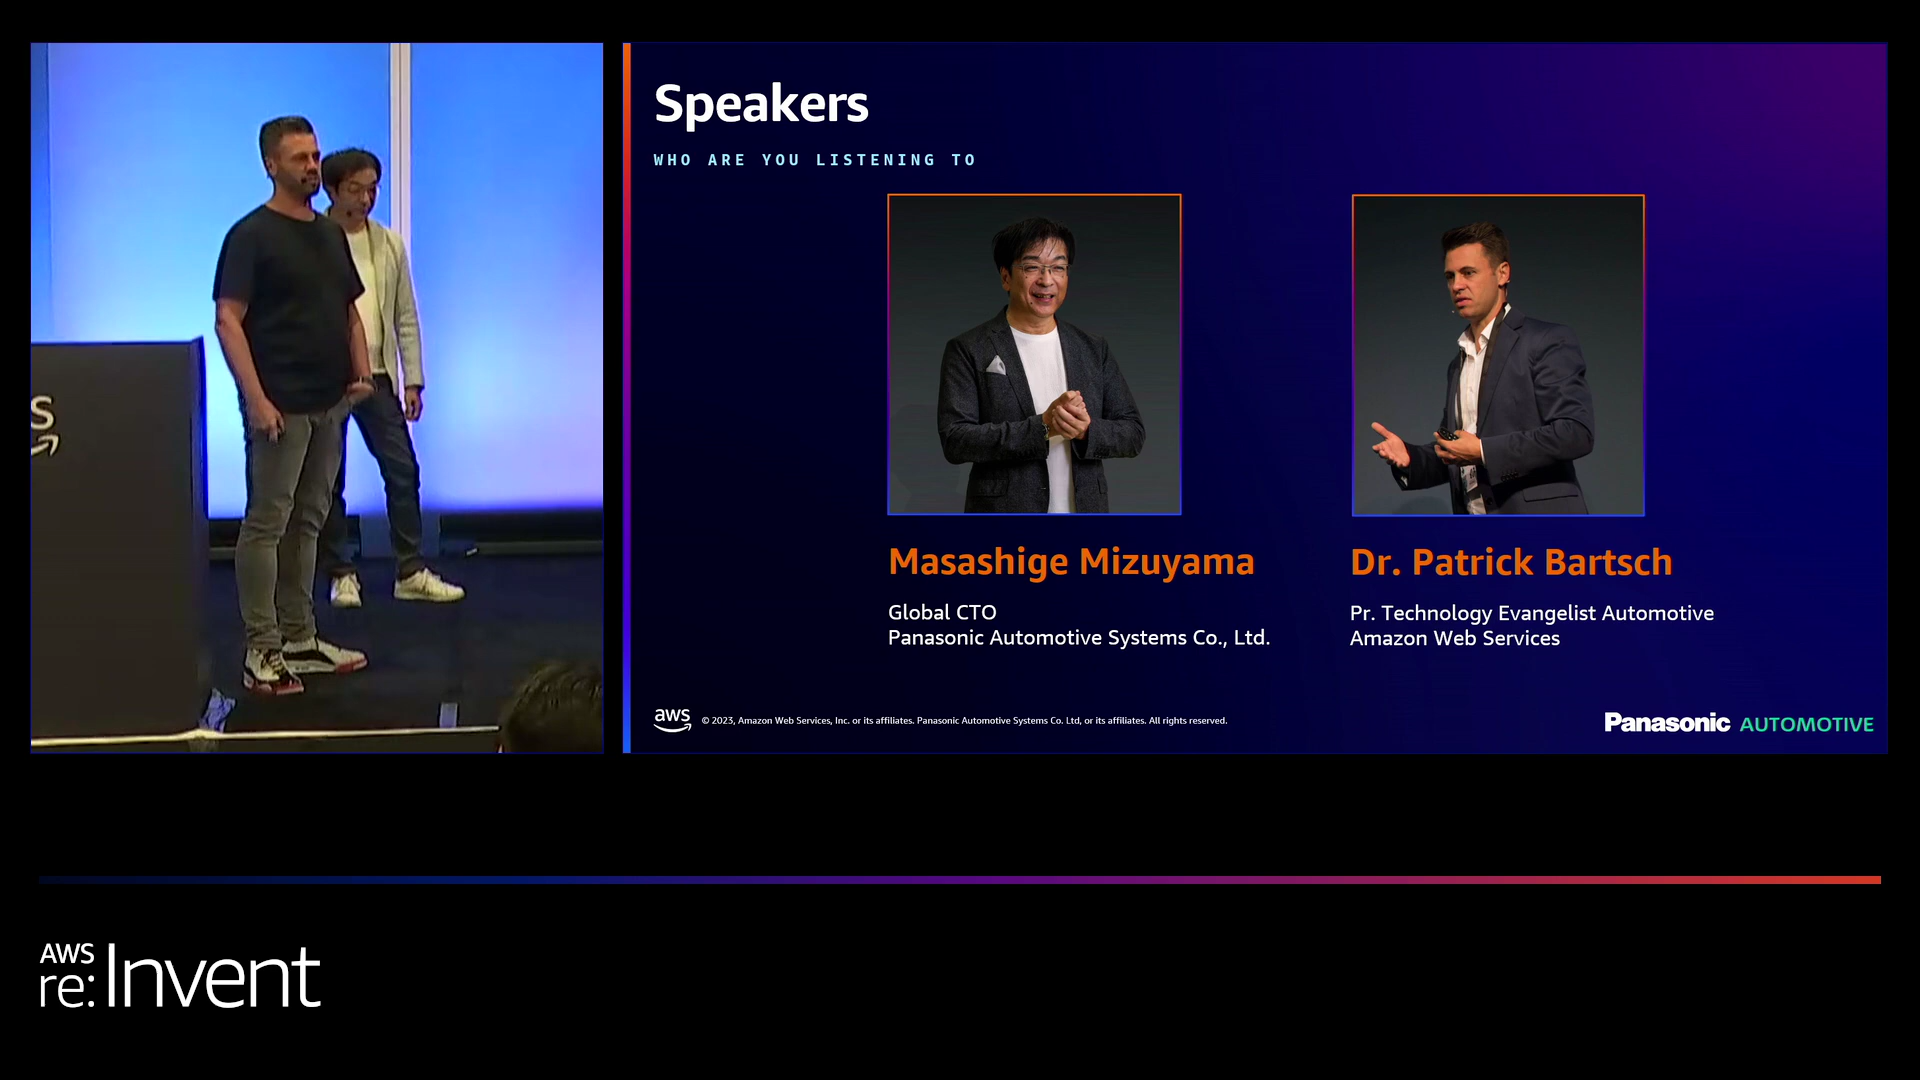 Speakers
WHO ARE YOU LISTENING TO
Masashige Mizuyama
Global CTO
Panasonic Automotive Systems Co., Ltd.
Dr. Patrick Bartsch
Pr. Technology Evangelist Automotive
Amazon Web Services
aws
© 2023, Amazon Web Services, Inc. or its affiliates. Panasonic Automotive Systems Co. Ltd, or its affiliates. All rights reserved.
Panasonic AUTOMOTIVE
AWS
re:Invent